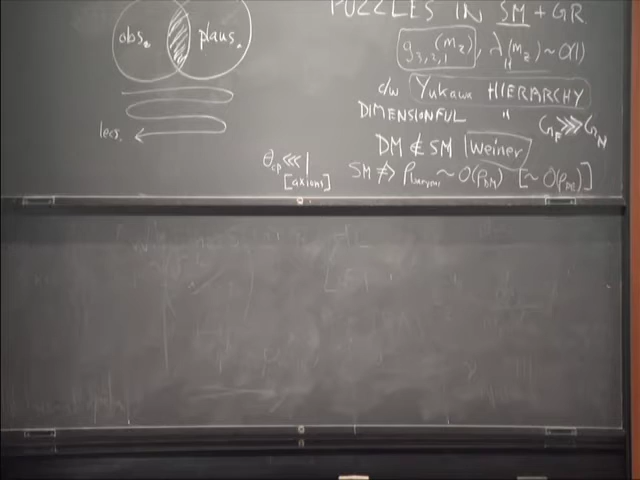 PUZZLES IN SM + GR
obs. plaus.
g₃,₂,₁(m_Z), λ_H(m_Z) ~ O(1)
c/w Yukawa HIERARCHY
DIMENSIONFUL " G_F ⋙ G_N
lecs.
DM ∉ SM Weiner
θ_CP ⋘ 1
[axions]
SM ⇏ ρ_baryons ~ O(ρ_DM) [~ O(ρ_DE)]